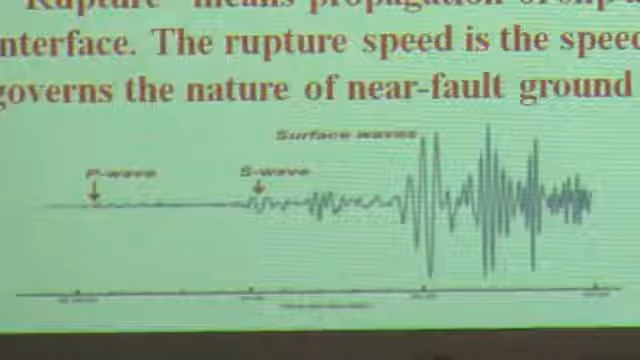 Rupture means propagation of slip
interface. The rupture speed is the speed
governs the nature of near-fault ground
Surface waves
P-wave
S-wave